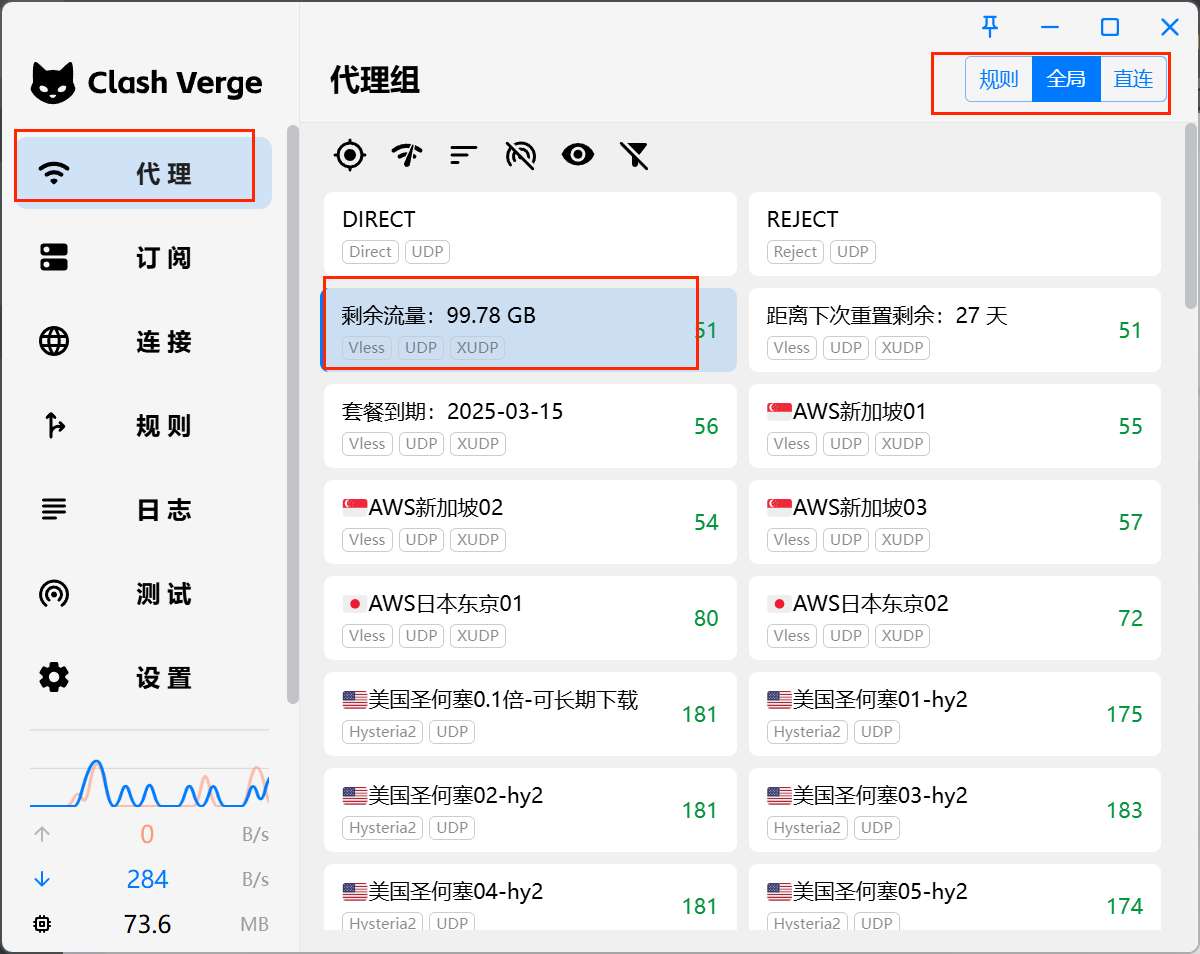 Clash Verge
代理
订阅
连接
规则
日志
测试
设置
0 B/s
284 B/s
73.6 MB
代理组
规则 全局 直连
DIRECT
Direct UDP
REJECT
Reject UDP
剩余流量：99.78 GB
Vless UDP XUDP
51
距离下次重置剩余：27 天
Vless UDP XUDP
51
套餐到期：2025-03-15
Vless UDP XUDP
56
AWS新加坡01
Vless UDP XUDP
55
AWS新加坡02
Vless UDP XUDP
54
AWS新加坡03
Vless UDP XUDP
57
AWS日本东京01
Vless UDP XUDP
80
AWS日本东京02
Vless UDP XUDP
72
美国圣何塞0.1倍-可长期下载
Hysteria2 UDP
181
美国圣何塞01-hy2
Hysteria2 UDP
175
美国圣何塞02-hy2
Hysteria2 UDP
181
美国圣何塞03-hy2
Hysteria2 UDP
183
美国圣何塞04-hy2
Hysteria2 UDP
181
美国圣何塞05-hy2
Hysteria2 UDP
174